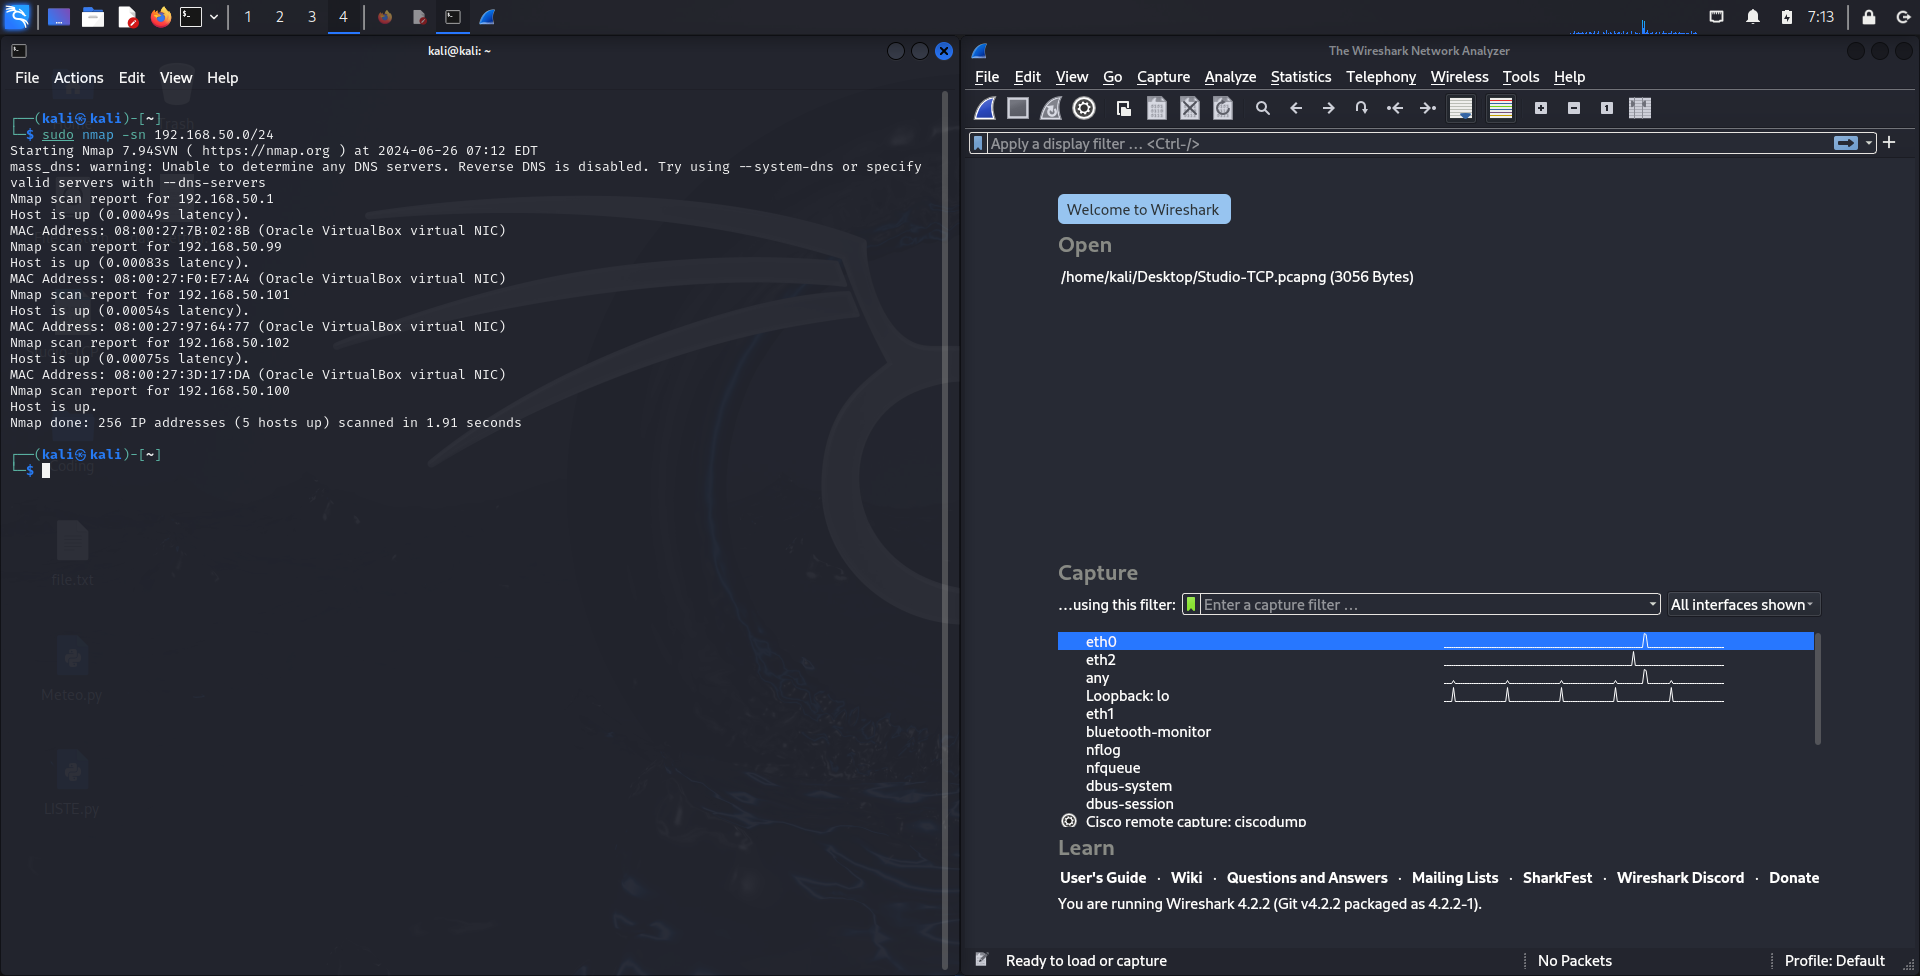 1 2 3 4
7:13
kali@kali: ~
File Actions Edit View Help
┌──(kali㉿kali)-[~]
└─$ sudo nmap -sn 192.168.50.0/24
Starting Nmap 7.94SVN ( https://nmap.org ) at 2024-06-26 07:12 EDT
mass_dns: warning: Unable to determine any DNS servers. Reverse DNS is disabled. Try using --system-dns or specify
valid servers with --dns-servers
Nmap scan report for 192.168.50.1
Host is up (0.00049s latency).
MAC Address: 08:00:27:7B:02:8B (Oracle VirtualBox virtual NIC)
Nmap scan report for 192.168.50.99
Host is up (0.00083s latency).
MAC Address: 08:00:27:F0:E7:A4 (Oracle VirtualBox virtual NIC)
Nmap scan report for 192.168.50.101
Host is up (0.00054s latency).
MAC Address: 08:00:27:97:64:77 (Oracle VirtualBox virtual NIC)
Nmap scan report for 192.168.50.102
Host is up (0.00075s latency).
MAC Address: 08:00:27:3D:17:DA (Oracle VirtualBox virtual NIC)
Nmap scan report for 192.168.50.100
Host is up.
Nmap done: 256 IP addresses (5 hosts up) scanned in 1.91 seconds
┌──(kali㉿kali)-[~]
└─$
file.txt
Meteo.py
LISTE.py
The Wireshark Network Analyzer
File Edit View Go Capture Analyze Statistics Telephony Wireless Tools Help
Apply a display filter … <Ctrl-/>
Welcome to Wireshark
Open
/home/kali/Desktop/Studio-TCP.pcapng (3056 Bytes)
Capture
…using this filter: Enter a capture filter … All interfaces shown
eth0
eth2
any
Loopback: lo
eth1
bluetooth-monitor
nflog
nfqueue
dbus-system
dbus-session
Cisco remote capture: ciscodump
Learn
User's Guide · Wiki · Questions and Answers · Mailing Lists · SharkFest · Wireshark Discord · Donate
You are running Wireshark 4.2.2 (Git v4.2.2 packaged as 4.2.2-1).
Ready to load or capture No Packets Profile: Default